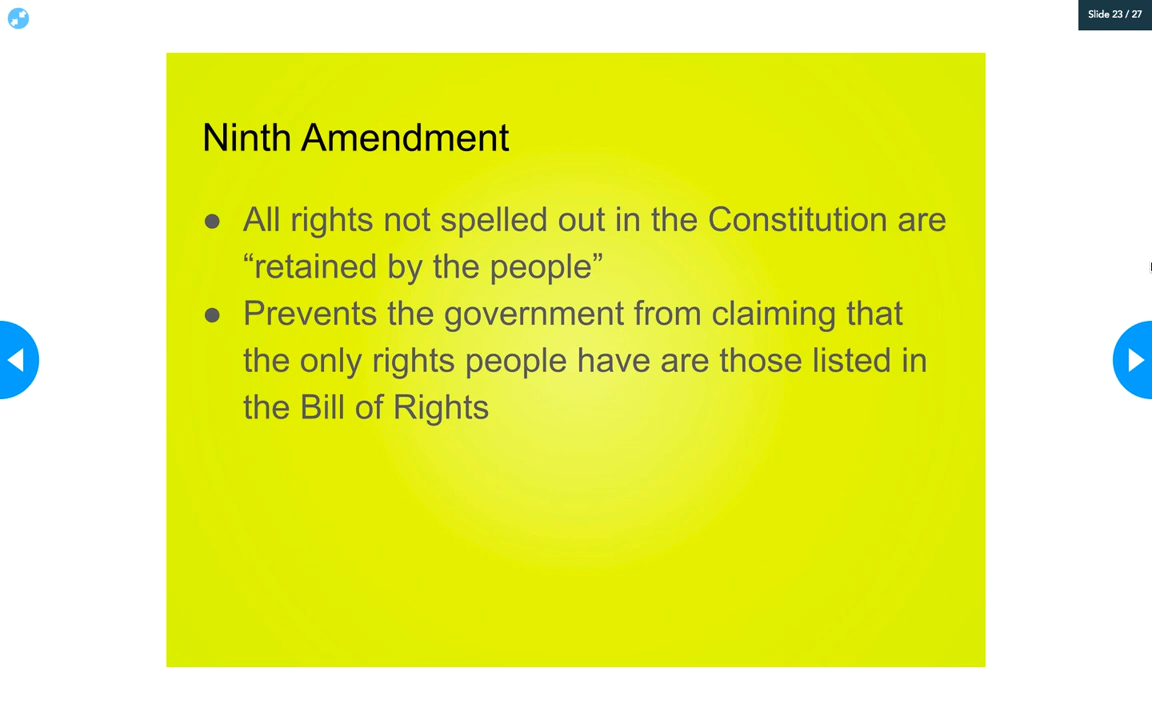 Slide 23 / 27
Ninth Amendment
● All rights not spelled out in the Constitution are
“retained by the people”
● Prevents the government from claiming that
the only rights people have are those listed in
the Bill of Rights